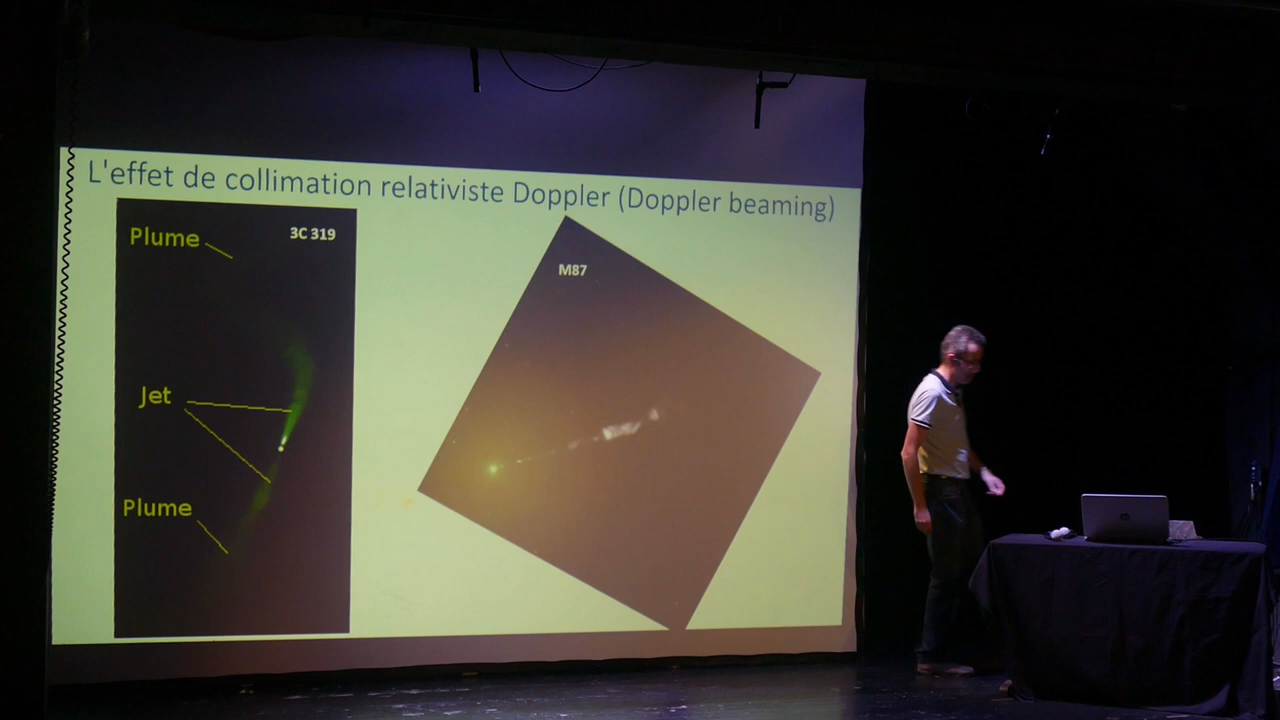 L'effet de collimation relativiste Doppler (Doppler beaming)
Plume
3C 319
M87
Jet
Plume